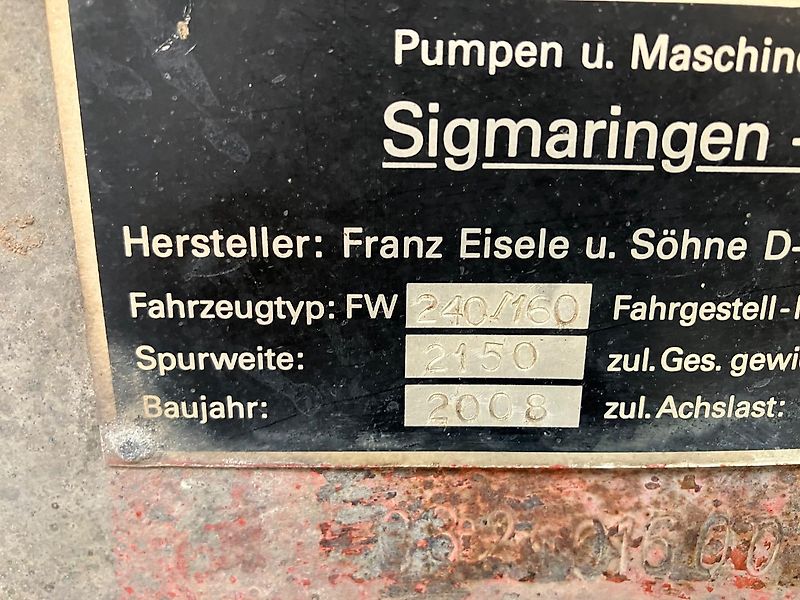 Pumpen u. Maschine
Sigmaringen -
Hersteller: Franz Eisele u. Söhne D-
Fahrzeugtyp: FW 240/160 Fahrgestell-
Spurweite: 2150 zul. Ges. gewi
Baujahr: 2008 zul. Achslast: